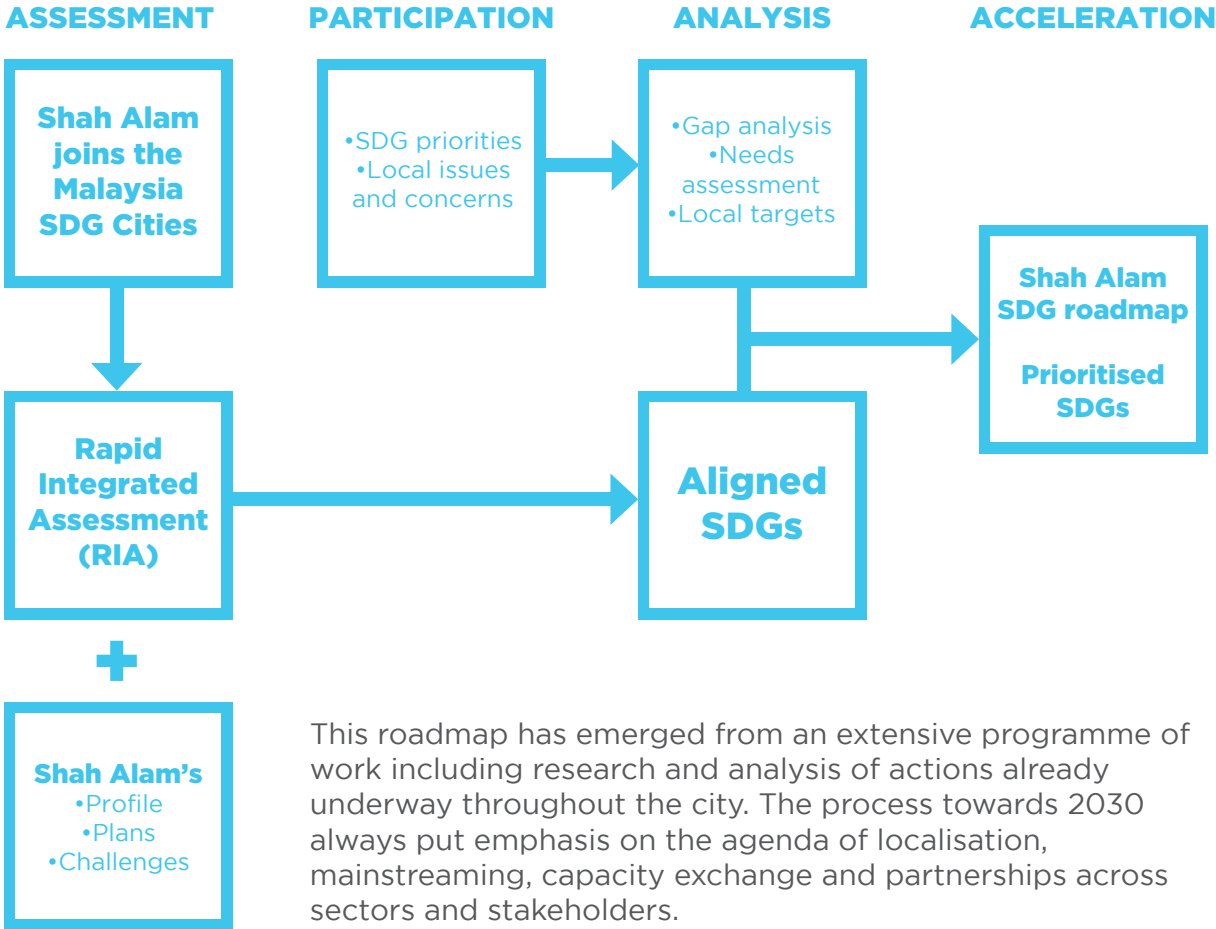 ASSESSMENT
PARTICIPATION
ANALYSIS
ACCELERATION
Shah Alam
joins the
Malaysia
SDG Cities
•SDG priorities
•Local issues
and concerns
•Gap analysis
•Needs
assessment
•Local targets
Shah Alam
SDG roadmap
Prioritised
SDGs
Rapid
Integrated
Assessment
(RIA)
Aligned
SDGs
Shah Alam's
•Profile
•Plans
•Challenges
This roadmap has emerged from an extensive programme of
work including research and analysis of actions already
underway throughout the city. The process towards 2030
always put emphasis on the agenda of localisation,
mainstreaming, capacity exchange and partnerships across
sectors and stakeholders.